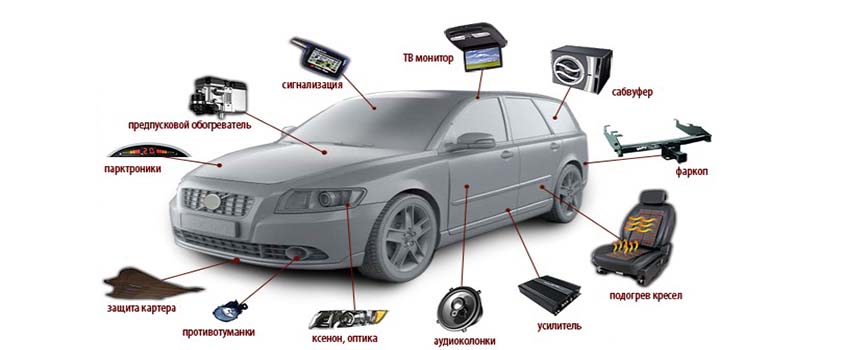 ТВ монитор
сигнализация
сабвуфер
предпусковой обогреватель
парктроники
фаркоп
подогрев кресел
защита картера
противотуманки
ксенон, оптика
аудиоколонки
усилитель